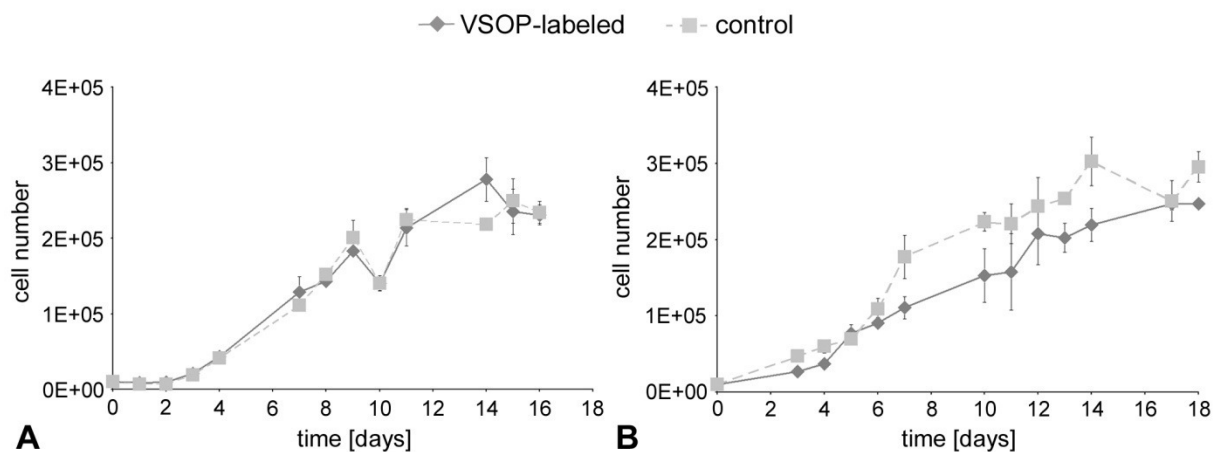 VSOP-labeled control
4E+05
3E+05
2E+05
1E+05
0E+00
cell number
0 2 4 6 8 10 12 14 16 18
time [days]
A
4E+05
3E+05
2E+05
1E+05
0E+00
cell number
0 2 4 6 8 10 12 14 16 18
time [days]
B